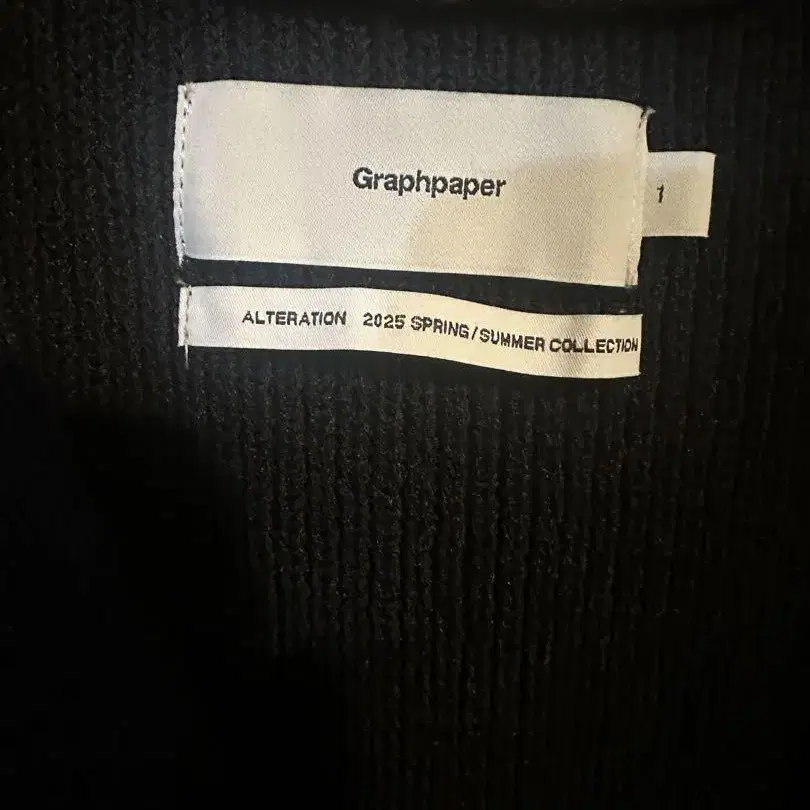 Graphpaper
1
ALTERATION 2025 SPRING/SUMMER COLLECTION